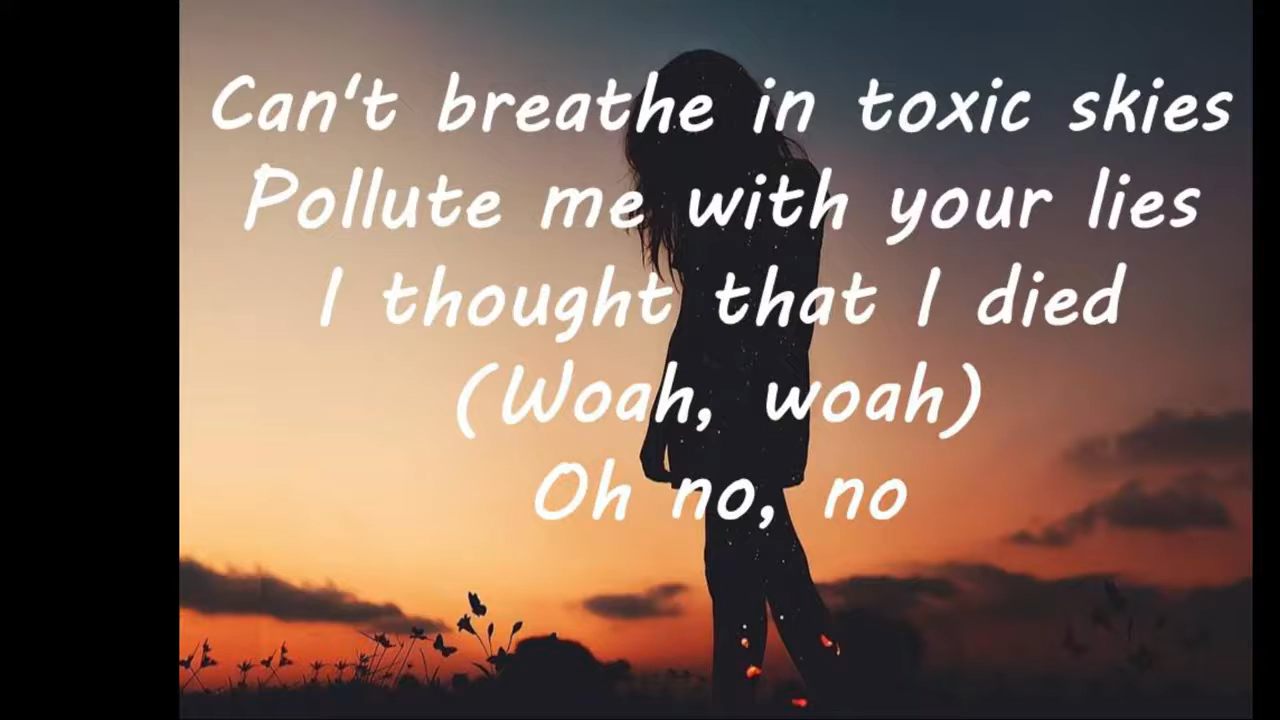 Can't breathe in toxic skies
Pollute me with your lies
I thought that I died
(Woah, woah)
Oh no, no